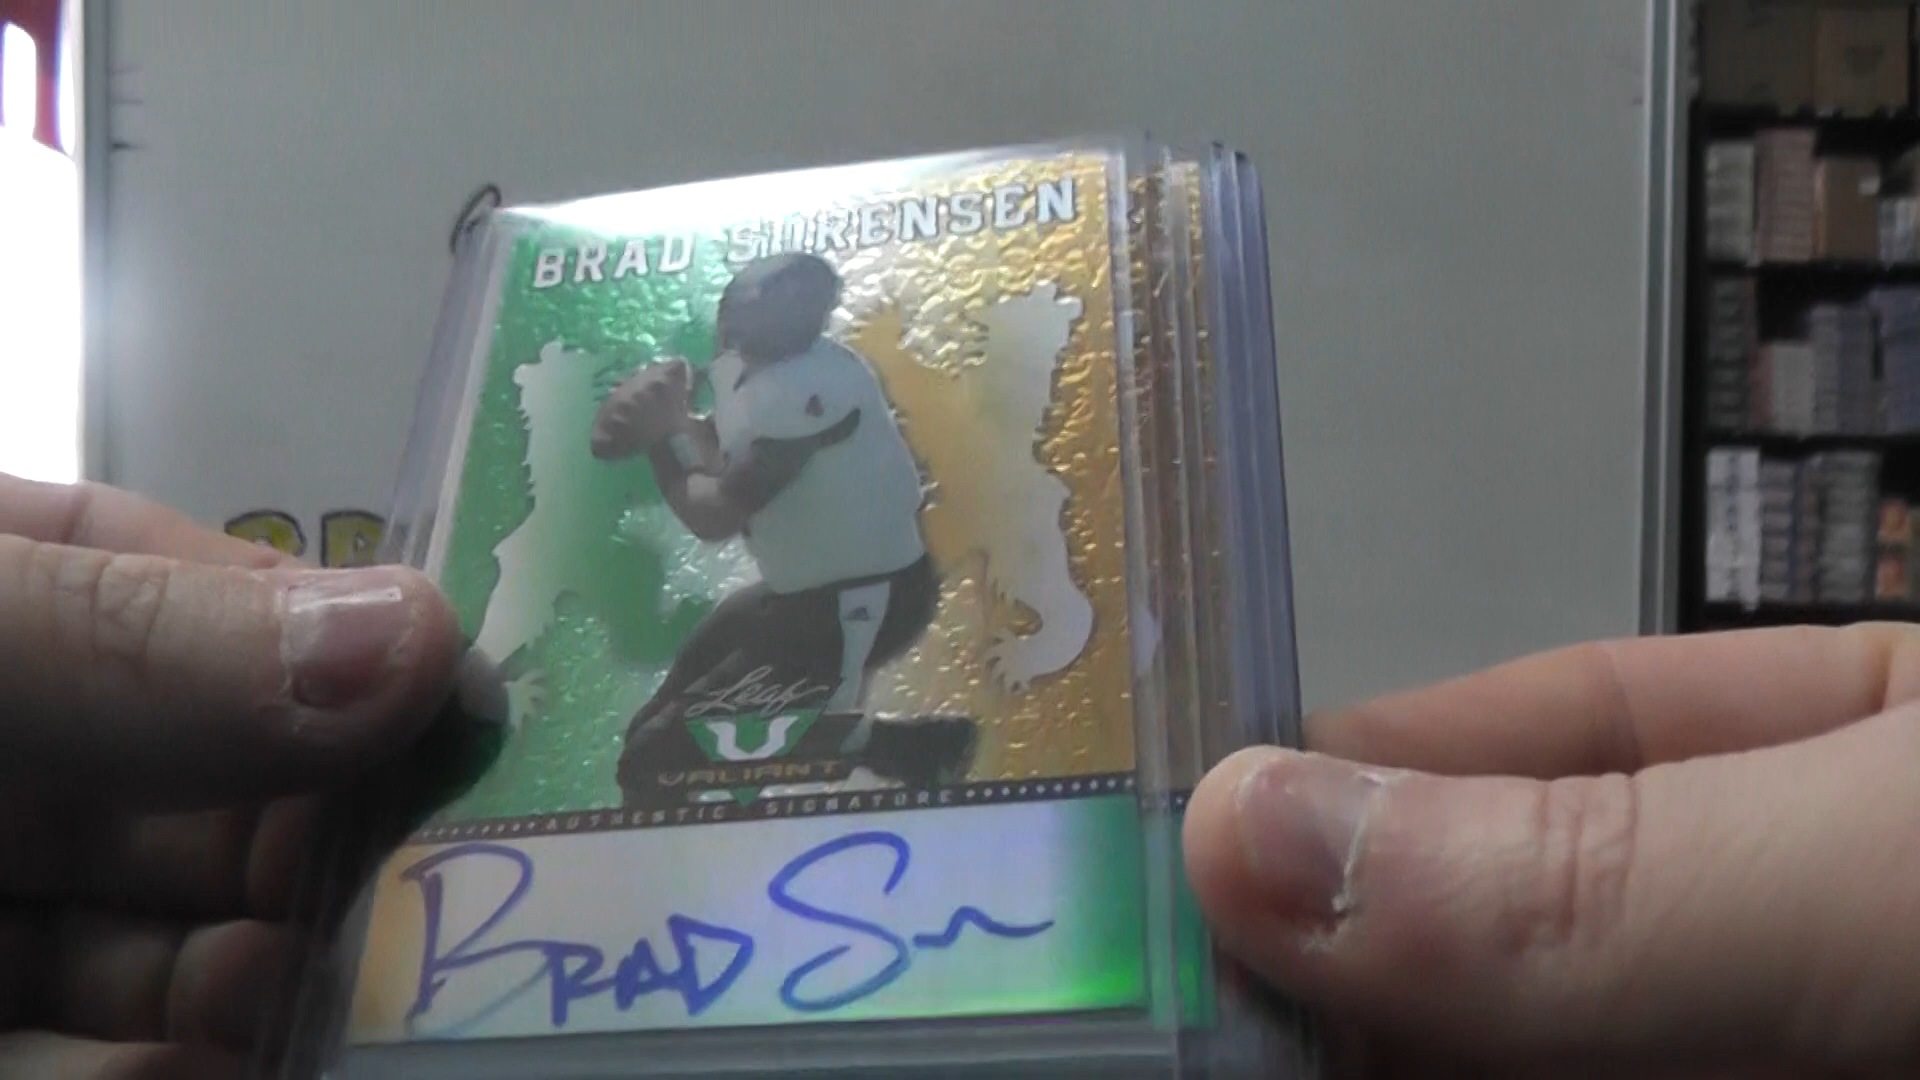 BRAD SORENSEN
Leaf
VALIANT
AUTHENTIC SIGNATURE
BRAD S